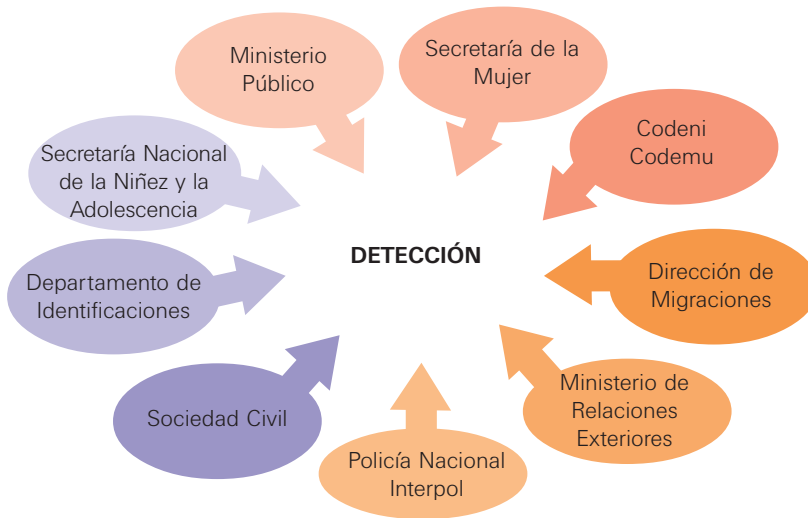 Ministerio
Público
Secretaría de la
Mujer
Codeni
Codemu
Secretaría Nacional
de la Niñez y la
Adolescencia
DETECCIÓN
Dirección de
Migraciones
Departamento de
Identificaciones
Ministerio de
Relaciones
Exteriores
Sociedad Civil
Policía Nacional
Interpol